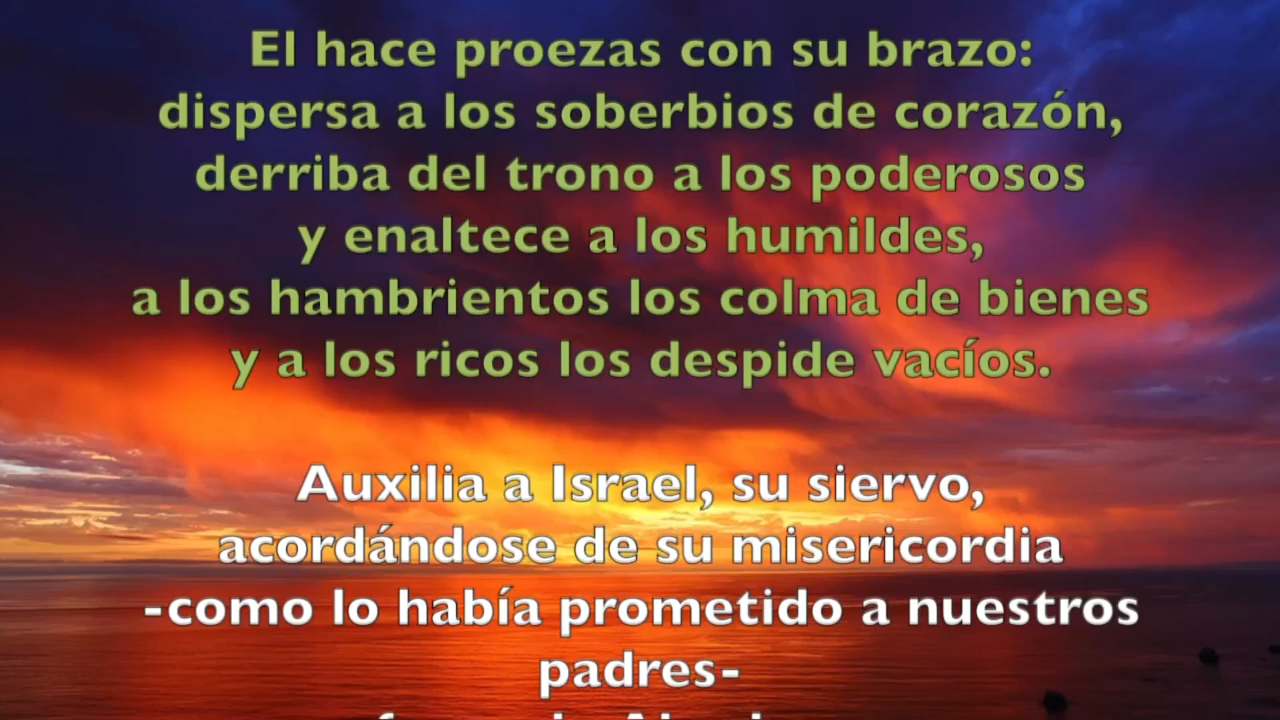 El hace proezas con su brazo:
dispersa a los soberbios de corazón,
derriba del trono a los poderosos
y enaltece a los humildes,
a los hambrientos los colma de bienes
y a los ricos los despide vacíos.
Auxilia a Israel, su siervo,
acordándose de su misericordia
-como lo había prometido a nuestros
padres-